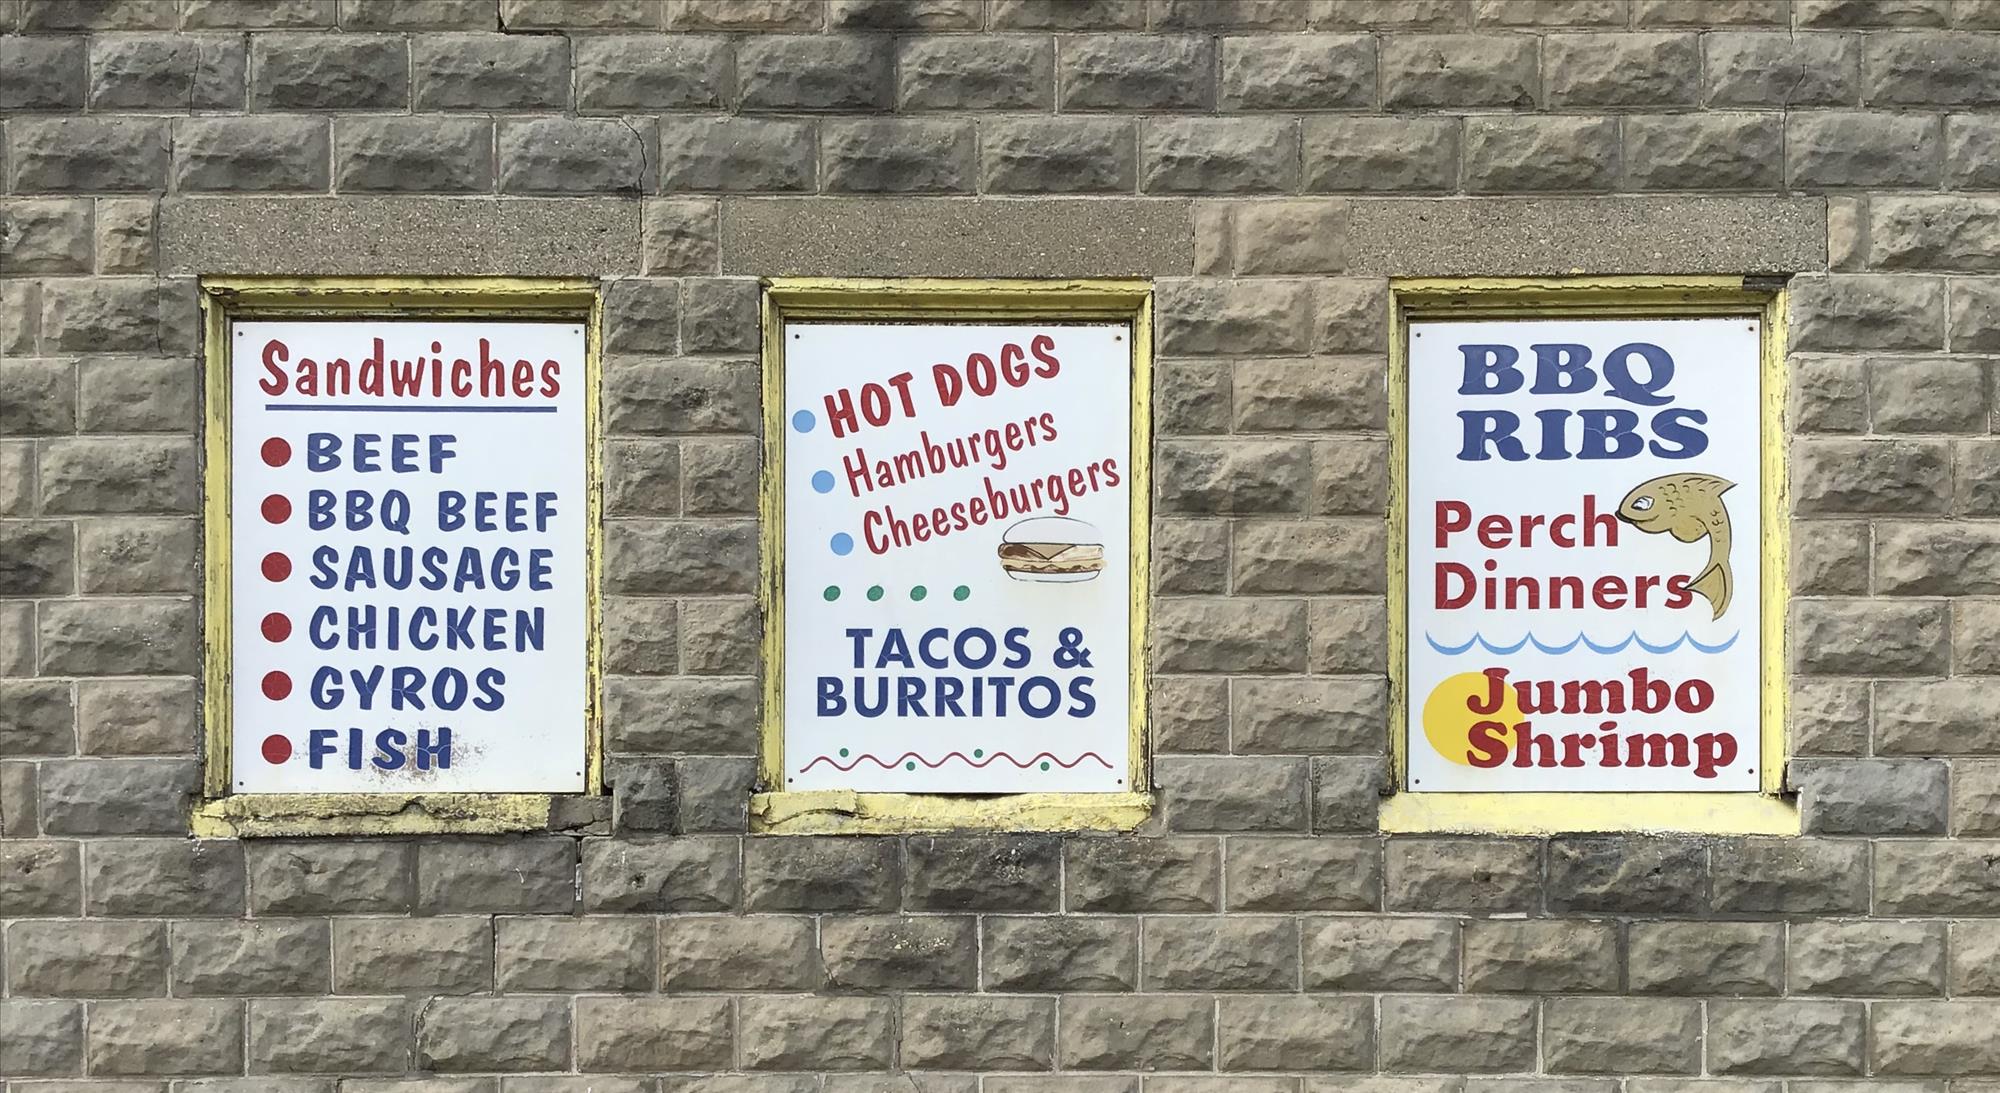 Sandwiches
BEEF
BBQ BEEF
SAUSAGE
CHICKEN
GYROS
FISH
HOT DOGS
Hamburgers
Cheeseburgers
TACOS &
BURRITOS
BBQ
RIBS
Perch
Dinners
Jumbo
Shrimp